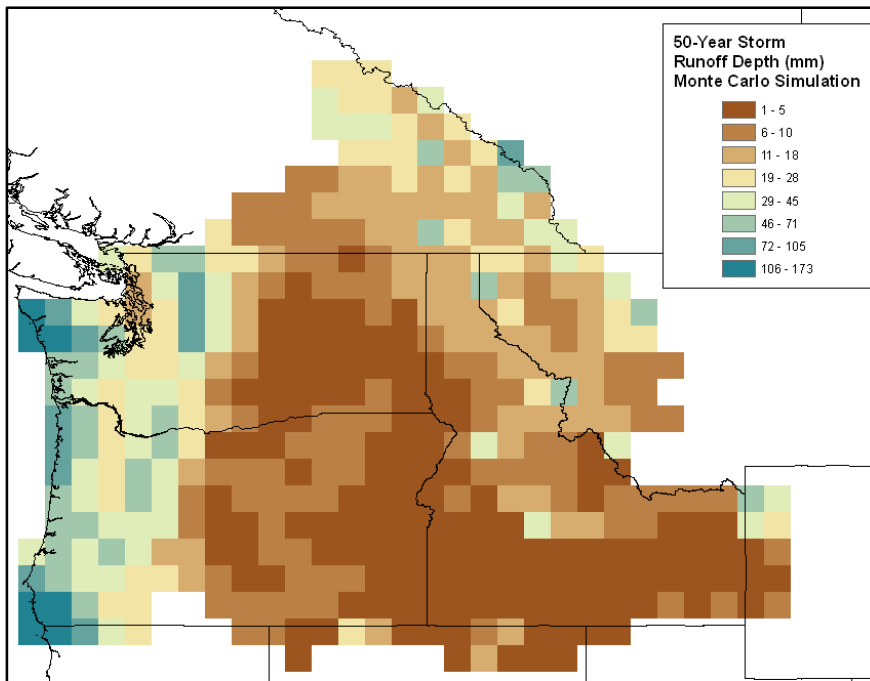 50-Year Storm
Runoff Depth (mm)
Monte Carlo Simulation
1 - 5
6 - 10
11 - 18
19 - 28
29 - 45
46 - 71
72 - 105
106 - 173